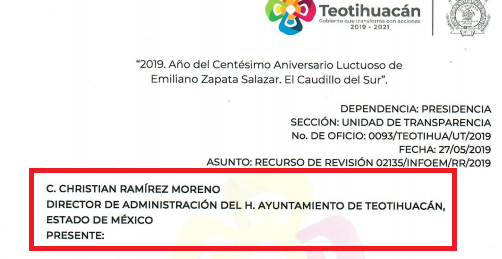 Teotihuacán
Gobierno que transforma con acciones
2019 - 2021
"2019. Año del Centésimo Aniversario Luctuoso de
Emiliano Zapata Salazar. El Caudillo del Sur".
DEPENDENCIA: PRESIDENCIA
SECCIÓN: UNIDAD DE TRANSPARENCIA
No. DE OFICIO: 0093/TEOTIHUA/UT/2019
FECHA: 27/05/2019
ASUNTO: RECURSO DE REVISIÓN 02135/INFOEM/RR/2019
C. CHRISTIAN RAMÍREZ MORENO
DIRECTOR DE ADMINISTRACIÓN DEL H. AYUNTAMIENTO DE TEOTIHUACÁN,
ESTADO DE MÉXICO
PRESENTE: